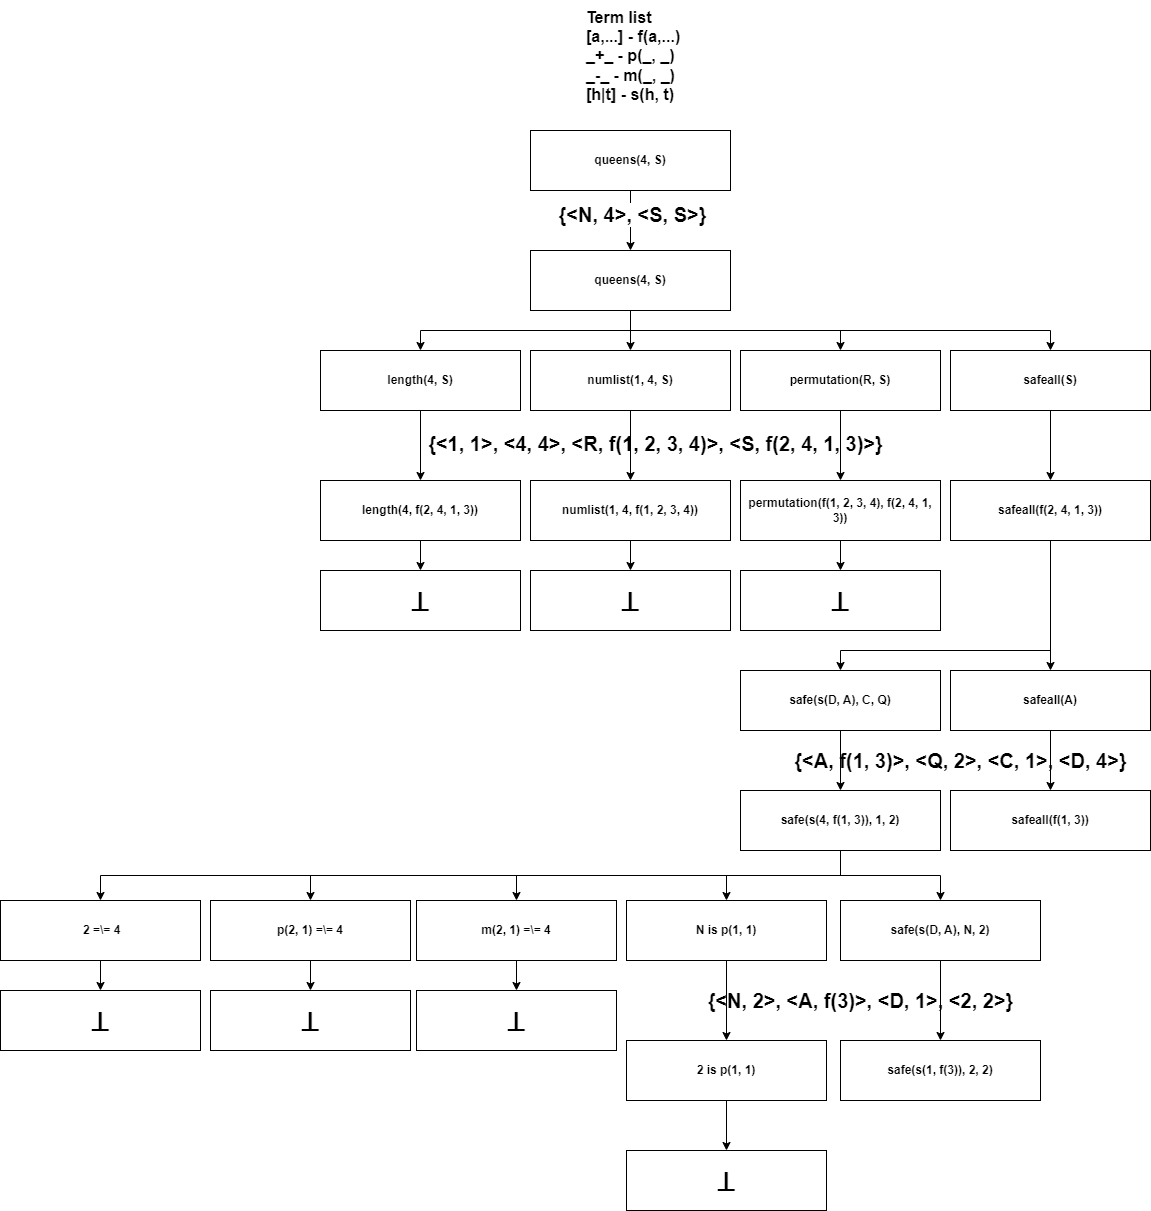 Term list
[a,...] - f(a,...)
_+_ - p(_, _)
_-_ - m(_, _)
[h|t] - s(h, t)
queens(4, S)
{<N, 4>, <S, S>}
queens(4, S)
length(4, S)
numlist(1, 4, S)
permutation(R, S)
safeall(S)
{<1, 1>, <4, 4>, <R, f(1, 2, 3, 4)>, <S, f(2, 4, 1, 3)>}
length(4, f(2, 4, 1, 3))
numlist(1, 4, f(1, 2, 3, 4))
permutation(f(1, 2, 3, 4), f(2, 4, 1,
3))
safeall(f(2, 4, 1, 3))
⊥
⊥
⊥
safe(s(D, A), C, Q)
safeall(A)
{<A, f(1, 3)>, <Q, 2>, <C, 1>, <D, 4>}
safe(s(4, f(1, 3)), 1, 2)
safeall(f(1, 3))
2 =\= 4
p(2, 1) =\= 4
m(2, 1) =\= 4
N is p(1, 1)
safe(s(D, A), N, 2)
⊥
⊥
⊥
{<N, 2>, <A, f(3)>, <D, 1>, <2, 2>}
2 is p(1, 1)
safe(s(1, f(3)), 2, 2)
⊥